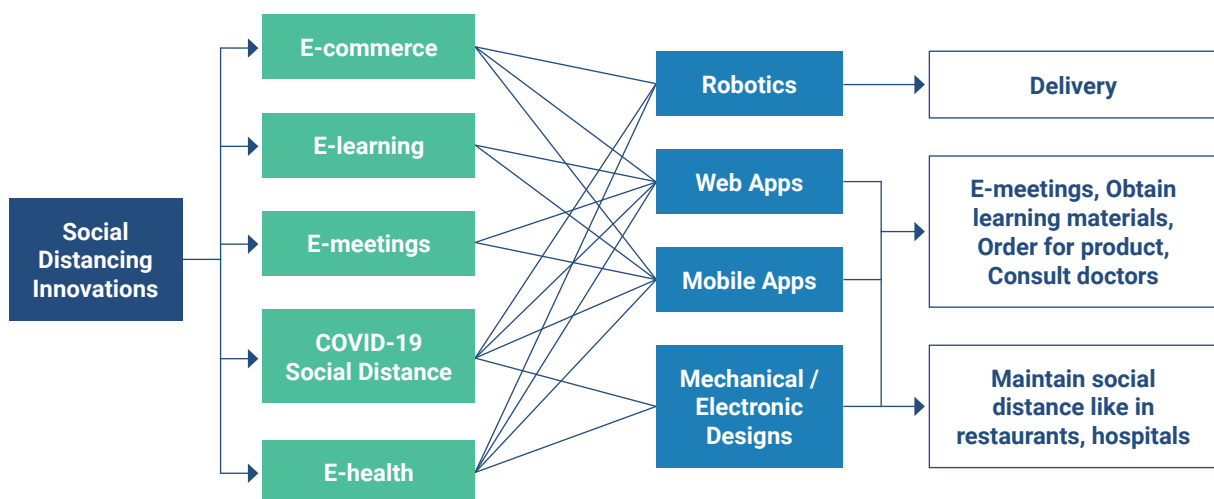 Social
Distancing
Innovations
E-commerce
E-learning
E-meetings
COVID-19
Social Distance
E-health
Robotics
Web Apps
Mobile Apps
Mechanical /
Electronic
Designs
Delivery
E-meetings, Obtain
learning materials,
Order for product,
Consult doctors
Maintain social
distance like in
restaurants, hospitals